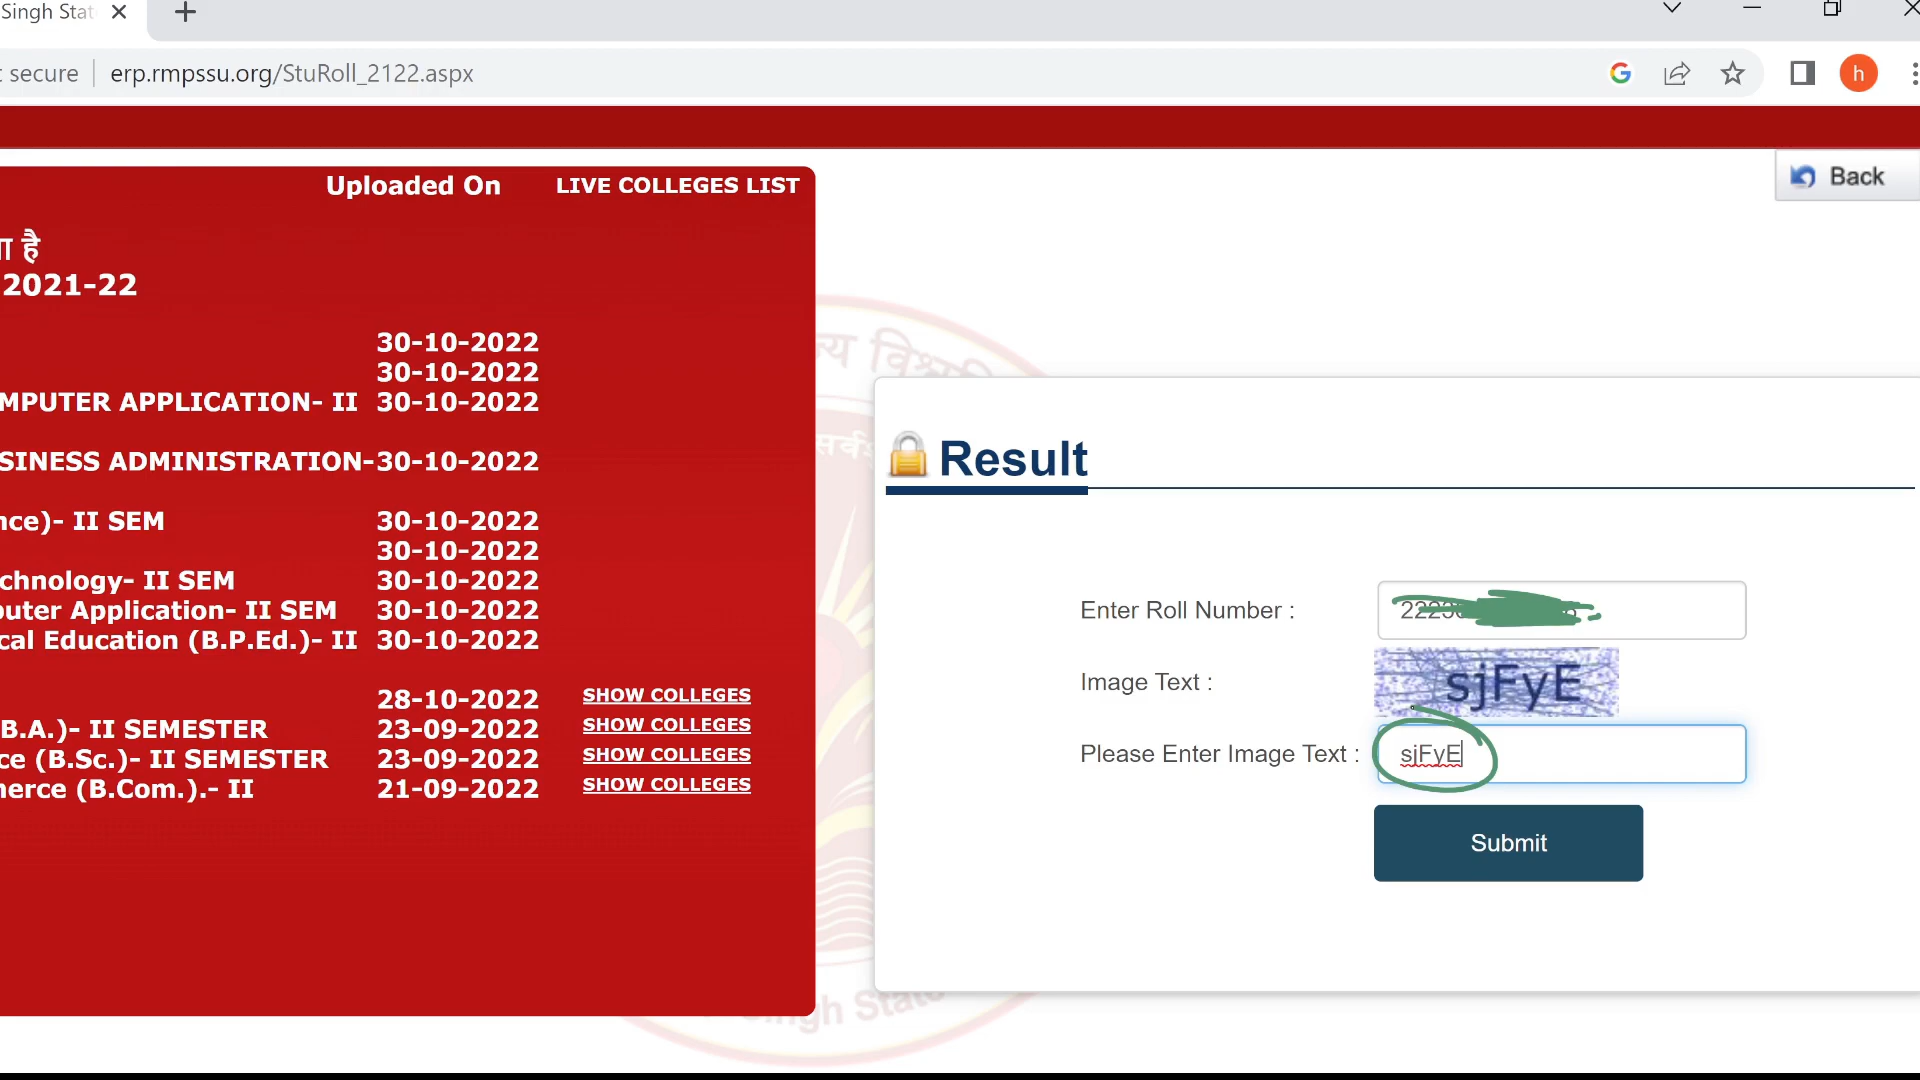 Singh Stat
secure erp.rmpssu.org/StuRoll_2122.aspx h
Back
Uploaded On LIVE COLLEGES LIST
है
2021-22
30-10-2022
30-10-2022
MPUTER APPLICATION- II 30-10-2022
SINESS ADMINISTRATION- 30-10-2022
nce)- II SEM 30-10-2022
30-10-2022
chnology- II SEM 30-10-2022
puter Application- II SEM 30-10-2022
cal Education (B.P.Ed.)- II 30-10-2022
28-10-2022 SHOW COLLEGES
B.A.)- II SEMESTER 23-09-2022 SHOW COLLEGES
ce (B.Sc.)- II SEMESTER 23-09-2022 SHOW COLLEGES
nerce (B.Com.).- II 21-09-2022 SHOW COLLEGES
Result
Enter Roll Number :
Image Text : sjFyE
Please Enter Image Text : sjFyE
Submit
ngh State